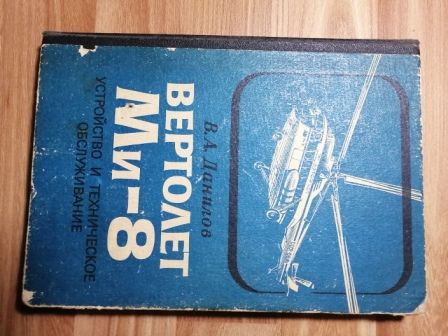 В. А. Данилов
ВЕРТОЛЕТ
Ми-8
УСТРОЙСТВО И ТЕХНИЧЕСКОЕ
ОБСЛУЖИВАНИЕ